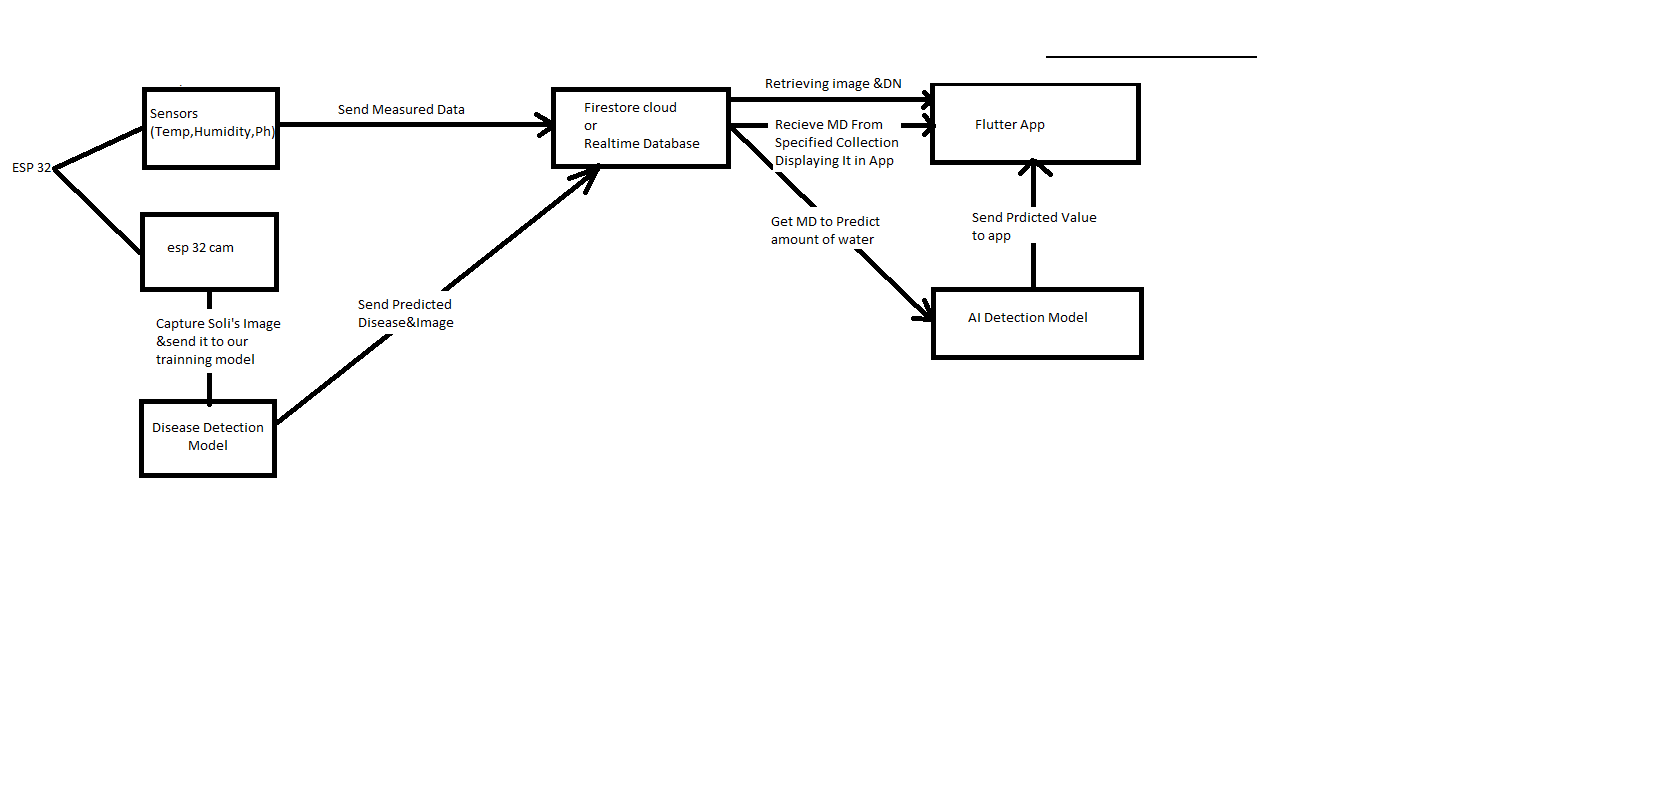 ESP 32
Sensors
(Temp,Humidity,Ph)
Send Measured Data
Firestore cloud
or
Realtime Database
Retrieving image &DN
Recieve MD From
Specified Collection
Displaying It in App
Flutter App
esp 32 cam
Get MD to Predict
amount of water
Send Prdicted Value
to app
Capture Soli's Image
&send it to our
trainning model
Send Predicted
Disease&Image
AI Detection Model
Disease Detection
Model